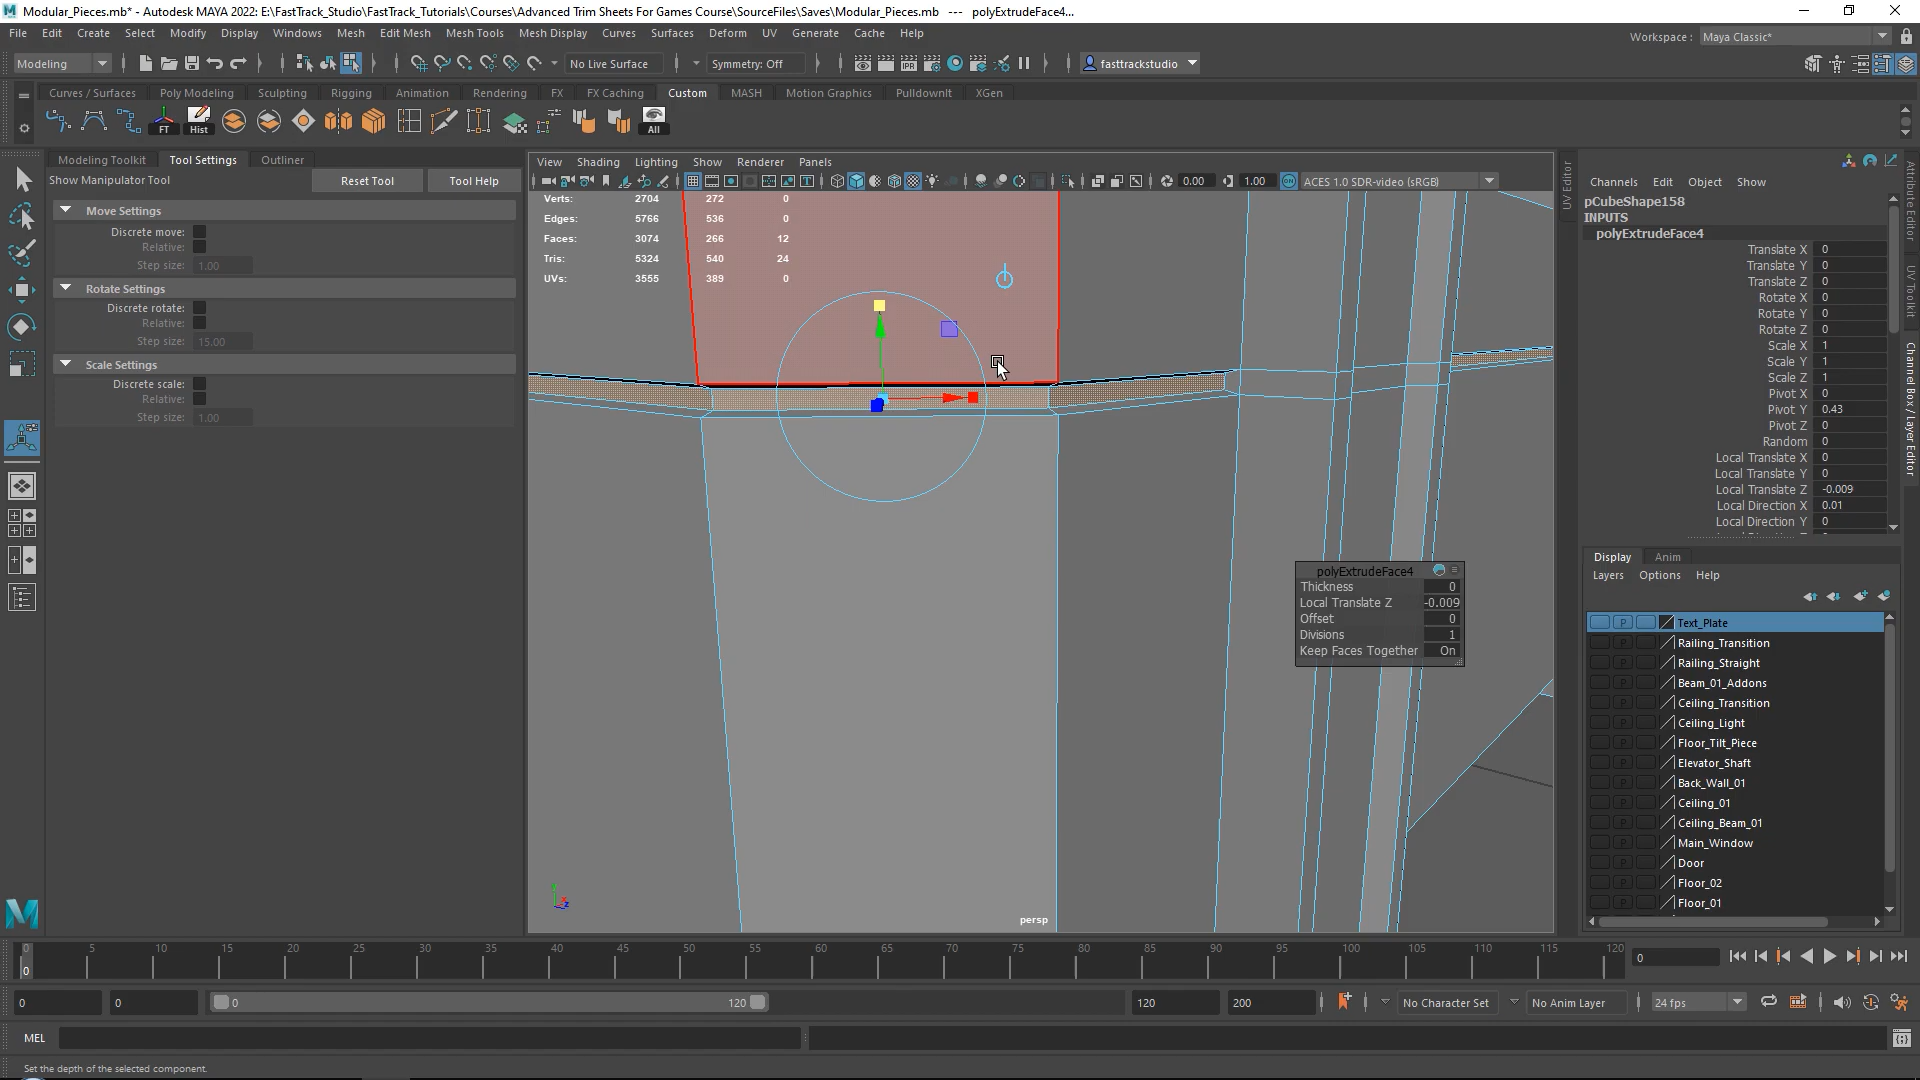 Modular_Pieces.mb* - Autodesk MAYA 2022: E:\FastTrack_Studio\FastTrack_Tutorials\Courses\Advanced Trim Sheets For Games Course\SourceFiles\Saves\Modular_Pieces.mb --- polyExtrudeFace4...
File Edit Create Select Modify Display Windows Mesh Edit Mesh Mesh Tools Mesh Display Curves Surfaces Deform UV Generate Cache Help
Workspace : Maya Classic*
Modeling No Live Surface Symmetry: Off fasttrackstudio
Curves / Surfaces Poly Modeling Sculpting Rigging Animation Rendering FX FX Caching Custom MASH Motion Graphics Pulldownit XGen
FT Hist All
Modeling Toolkit Tool Settings Outliner
Show Manipulator Tool Reset Tool Tool Help
Move Settings
Discrete move:
Relative:
Step size: 1.00
Rotate Settings
Discrete rotate:
Relative:
Step size: 15.00
Scale Settings
Discrete scale:
Relative:
Step size: 1.00
View Shading Lighting Show Renderer Panels
0.00 1.00 ACES 1.0 SDR-video (sRGB)
Verts: 2704 272 0
Edges: 5766 536 0
Faces: 3074 266 12
Tris: 5324 540 24
UVs: 3555 389 0
polyExtrudeFace4
Thickness 0
Local Translate Z -0.009
Offset 0
Divisions 1
Keep Faces Together On
persp
UV Editor
Channels Edit Object Show
pCubeShape158
INPUTS
polyExtrudeFace4
Translate X 0
Translate Y 0
Translate Z 0
Rotate X 0
Rotate Y 0
Rotate Z 0
Scale X 1
Scale Y 1
Scale Z 1
Pivot X 0
Pivot Y 0.43
Pivot Z 0
Random 0
Local Translate X 0
Local Translate Y 0
Local Translate Z -0.009
Local Direction X 0.01
Local Direction Y 0
Display Anim
Layers Options Help
P Text_Plate
P Railing_Transition
P Railing_Straight
P Beam_01_Addons
P Ceiling_Transition
P Ceiling_Light
P Floor_Tilt_Piece
P Elevator_Shaft
P Back_Wall_01
P Ceiling_01
P Ceiling_Beam_01
P Main_Window
P Door
P Floor_02
P Floor_01
Attribute Editor
UV Toolkit
Channel Box / Layer Editor
0 5 10 15 20 25 30 35 40 45 50 55 60 65 70 75 80 85 90 95 100 105 110 115 120
0 0
0 0 0 120 120 200 No Character Set No Anim Layer 24 fps
MEL
Set the depth of the selected component.